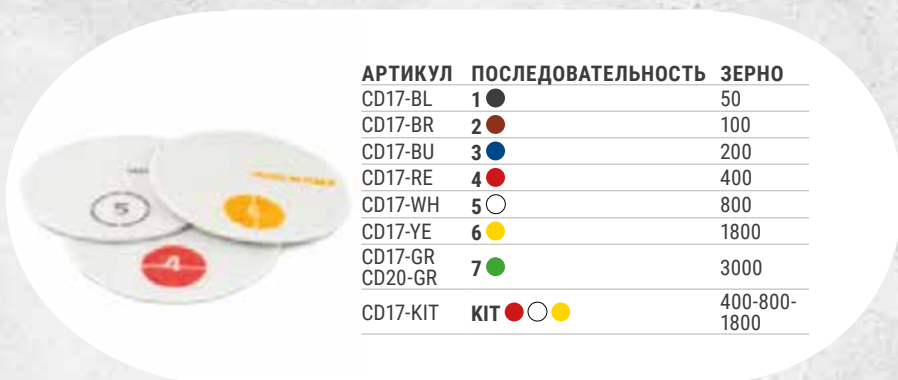 АРТИКУЛ ПОСЛЕДОВАТЕЛЬНОСТЬ ЗЕРНО
CD17-BL 1 50
CD17-BR 2 100
CD17-BU 3 200
CD17-RE 4 400
CD17-WH 5 800
CD17-YE 6 1800
CD17-GR
CD20-GR 7 3000
CD17-KIT KIT 400-800-
1800
5
6
4